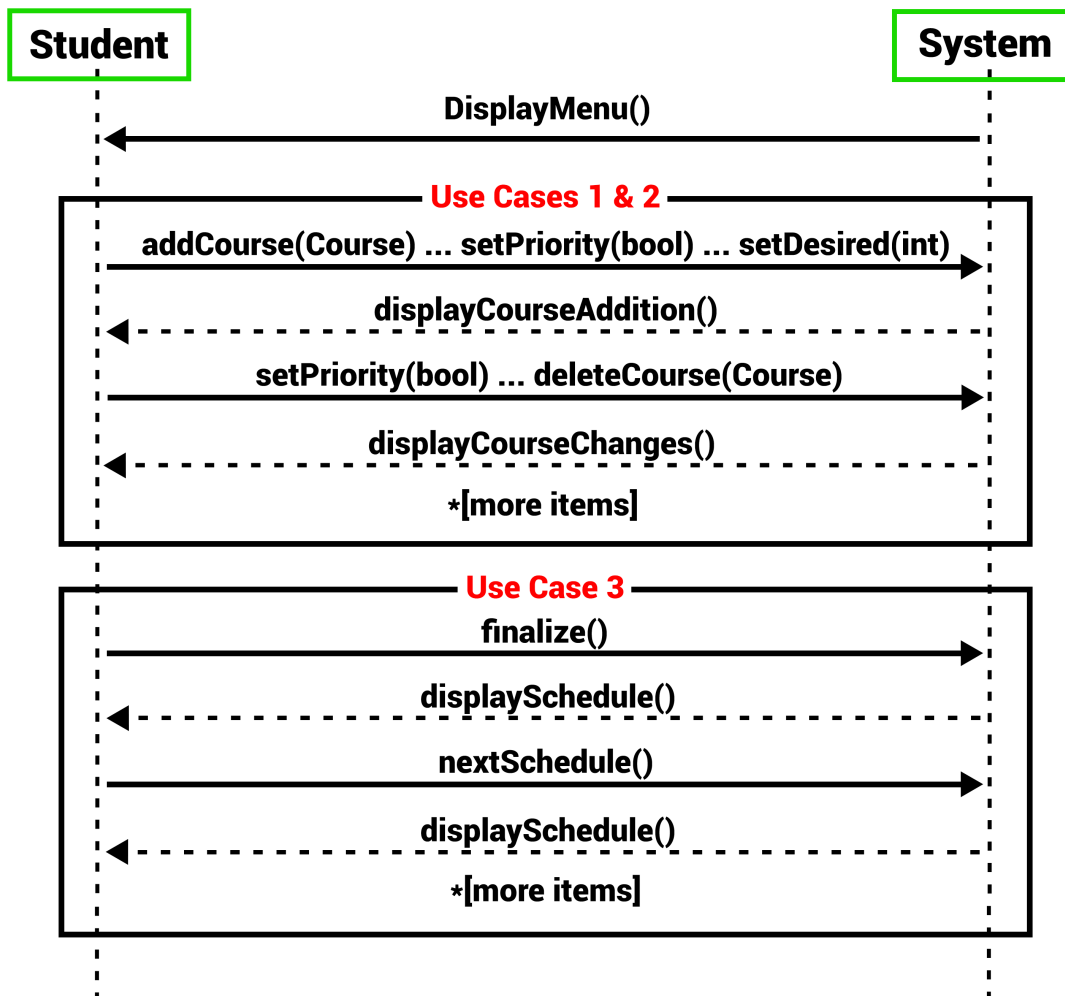 Student
System
DisplayMenu()
Use Cases 1 & 2
addCourse(Course) ... setPriority(bool) ... setDesired(int)
displayCourseAddition()
setPriority(bool) ... deleteCourse(Course)
displayCourseChanges()
*[more items]
Use Case 3
finalize()
displaySchedule()
nextSchedule()
displaySchedule()
*[more items]